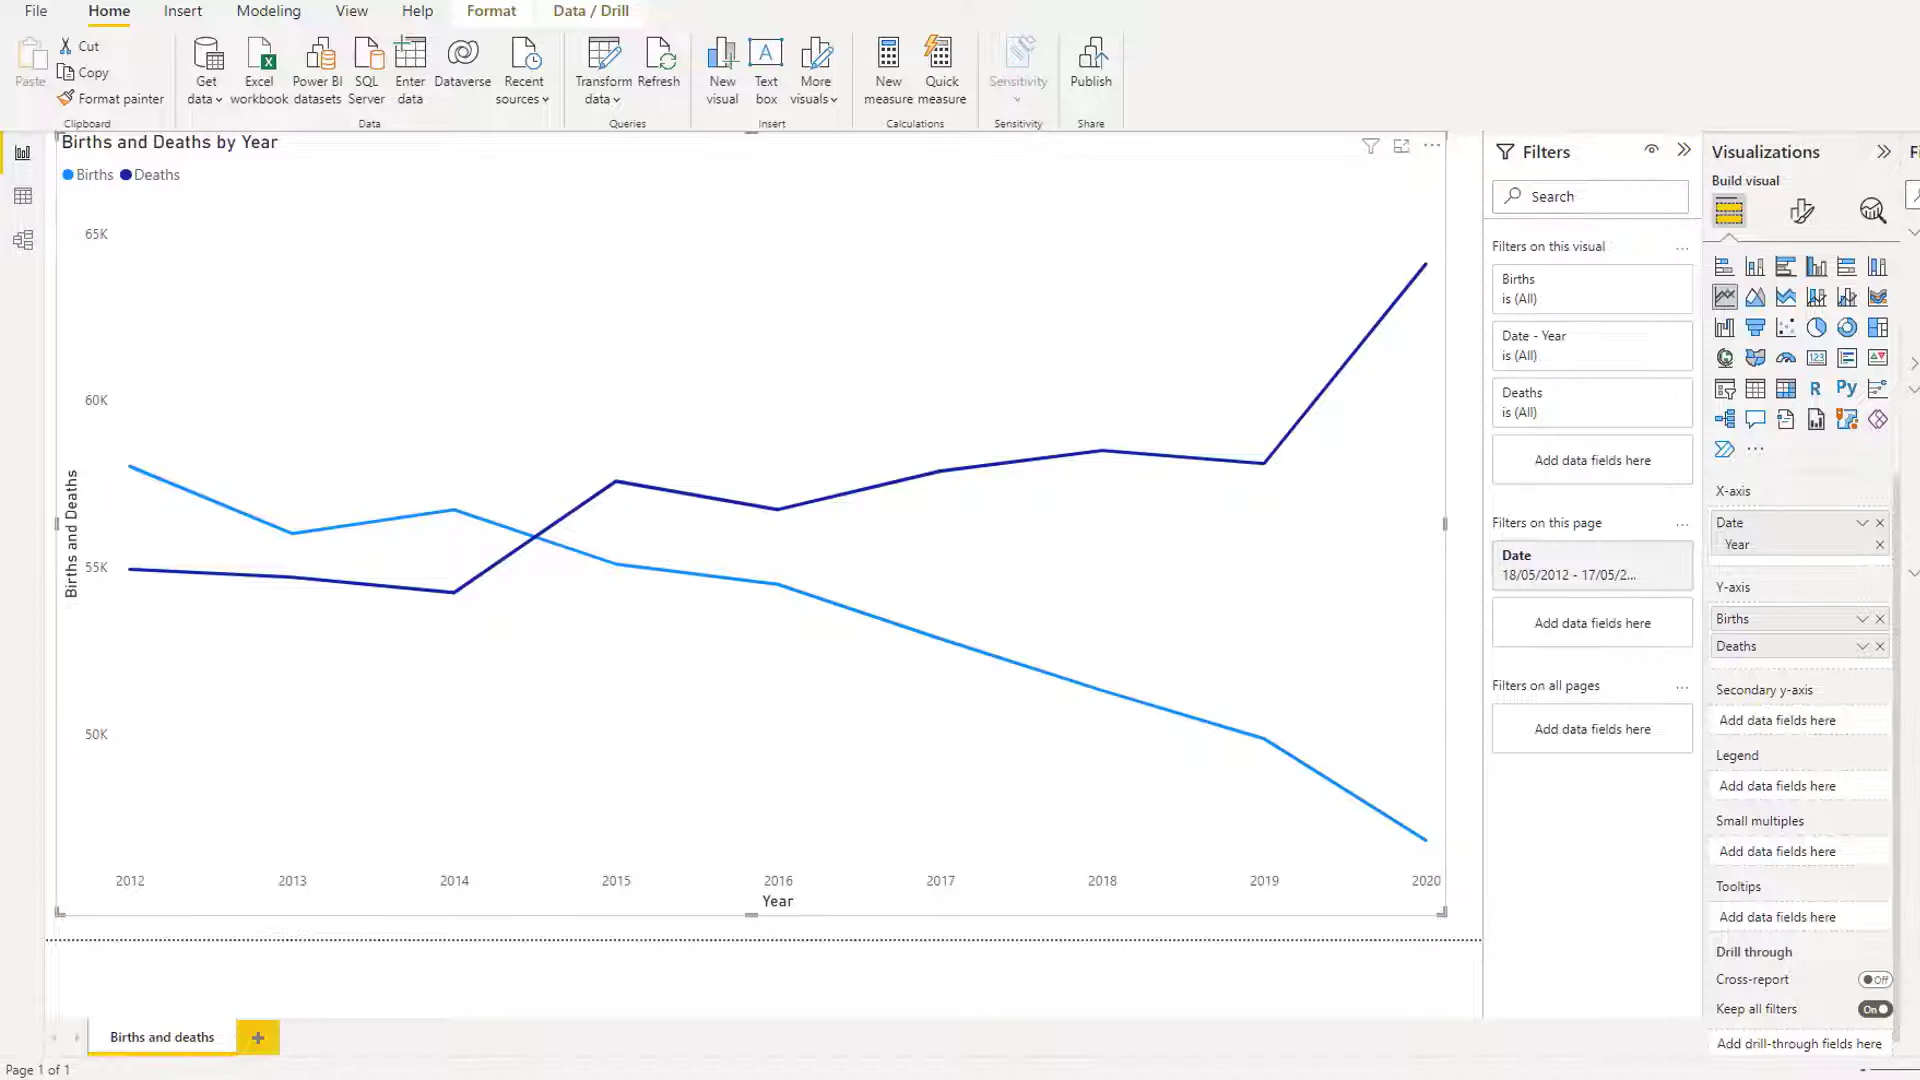 File Home Insert Modeling View Help Format Data / Drill
Paste
Cut
Copy
Format painter
Clipboard
Get data
Excel workbook
Power BI datasets
SQL Server
Enter data
Dataverse
Recent sources
Data
Transform data
Refresh
Queries
New visual
Text box
More visuals
Insert
New measure
Quick measure
Calculations
Sensitivity
Sensitivity
Publish
Share
Births and Deaths by Year
Births Deaths
65K
60K
55K
50K
Births and Deaths
2012 2013 2014 2015 2016 2017 2018 2019 2020
Year
Filters
Search
Filters on this visual ...
Births
is (All)
Date - Year
is (All)
Deaths
is (All)
Add data fields here
Filters on this page ...
Date
18/05/2012 - 17/05/2...
Add data fields here
Filters on all pages ...
Add data fields here
Visualizations
Build visual
123
R Py
...
X-axis
Date
Year
Y-axis
Births
Deaths
Secondary y-axis
Add data fields here
Legend
Add data fields here
Small multiples
Add data fields here
Tooltips
Add data fields here
Drill through
Cross-report Off
Keep all filters On
Add drill-through fields here
Births and deaths
Page 1 of 1